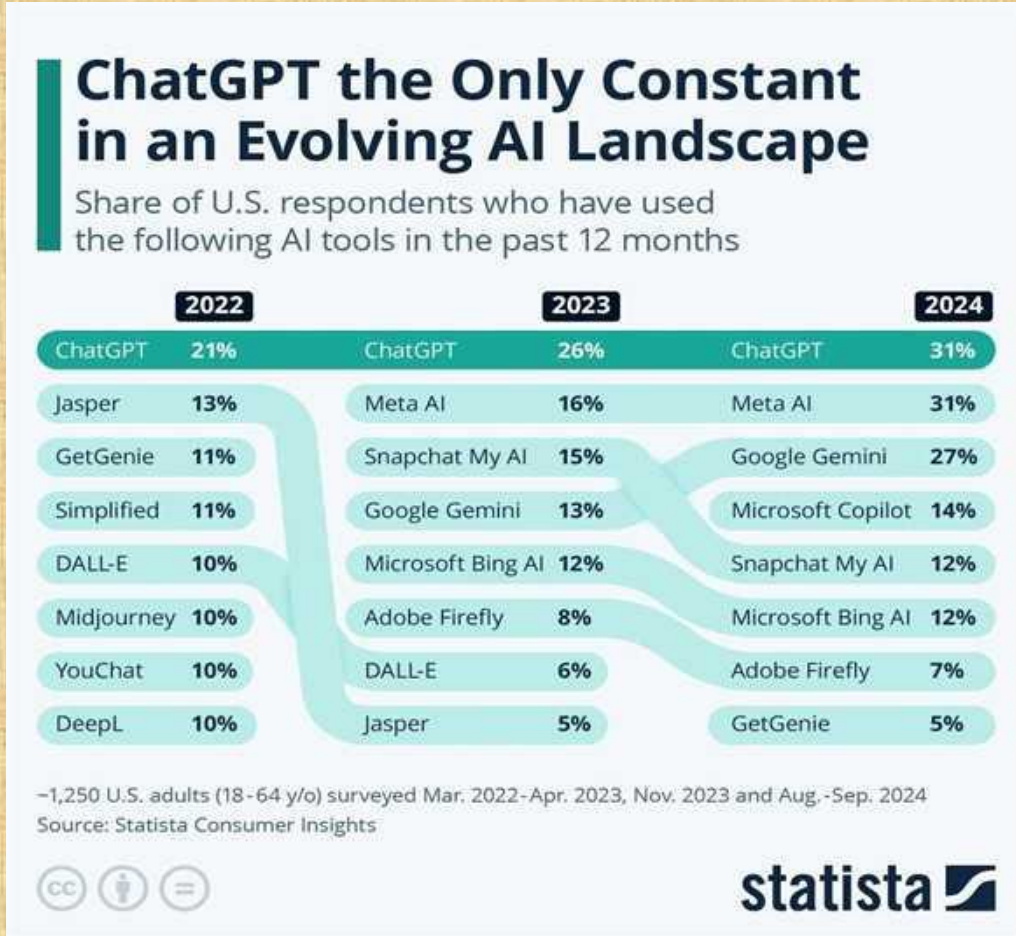 ChatGPT the Only Constant
in an Evolving AI Landscape
Share of U.S. respondents who have used
the following AI tools in the past 12 months
2022 2023 2024
ChatGPT 21% ChatGPT 26% ChatGPT 31%
Jasper 13% Meta AI 16% Meta AI 31%
GetGenie 11% Snapchat My AI 15% Google Gemini 27%
Simplified 11% Google Gemini 13% Microsoft Copilot 14%
DALL-E 10% Microsoft Bing AI 12% Snapchat My AI 12%
Midjourney 10% Adobe Firefly 8% Microsoft Bing AI 12%
YouChat 10% DALL-E 6% Adobe Firefly 7%
DeepL 10% Jasper 5% GetGenie 5%
~1,250 U.S. adults (18-64 y/o) surveyed Mar. 2022-Apr. 2023, Nov. 2023 and Aug.-Sep. 2024
Source: Statista Consumer Insights
cc =
statista